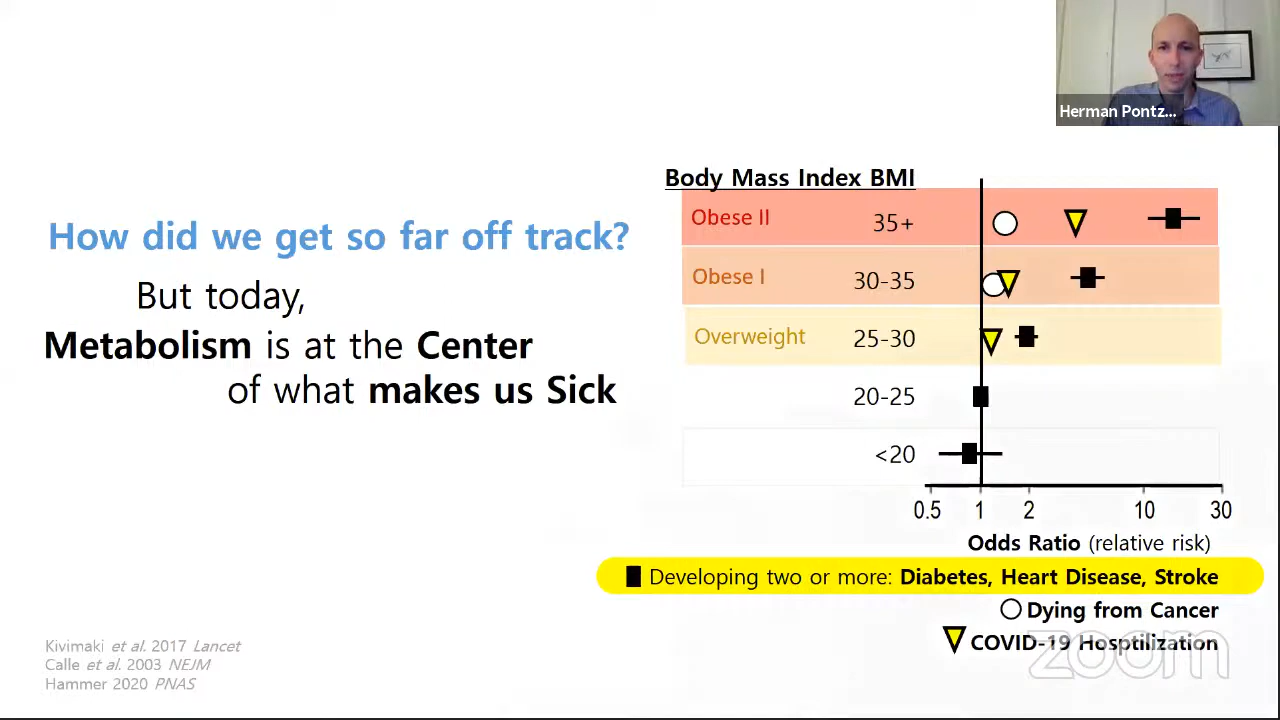 Herman Pontz...
How did we get so far off track?
But today,
Metabolism is at the Center
of what makes us Sick
Body Mass Index BMI
Obese II 35+
Obese I 30-35
Overweight 25-30
20-25
<20
0.5 1 2 10 30
Odds Ratio (relative risk)
Developing two or more: Diabetes, Heart Disease, Stroke
Dying from Cancer
COVID-19 Hosptilization
Kivimaki et al. 2017 Lancet
Calle et al. 2003 NEJM
Hammer 2020 PNAS
zoom